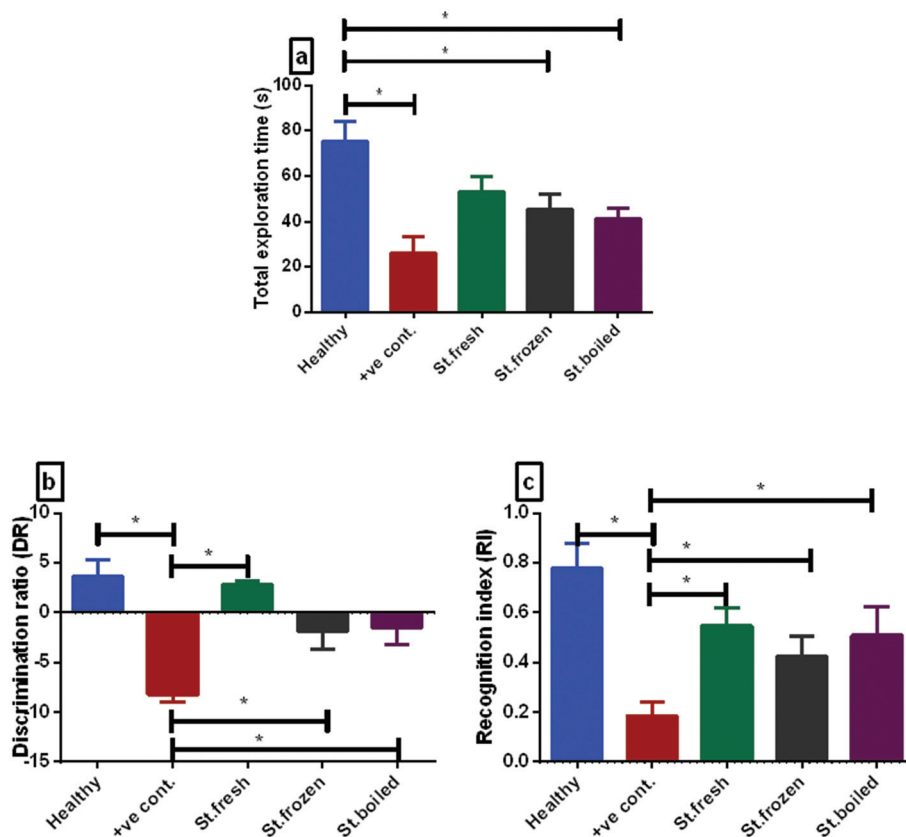 *
*
a
*
Total exploration time (s)
100
80
60
40
20
0
Healthy
+ve cont.
St.fresh
St.frozen
St.boiled
b
Discrimination ratio (DR)
10
5
0
-5
-10
-15
*
*
*
*
Healthy
+ve cont.
St.fresh
St.frozen
St.boiled
c
Recognition index (RI)
1.0
0.8
0.6
0.4
0.2
0.0
*
*
*
*
Healthy
+ve cont.
St.fresh
St.frozen
St.boiled